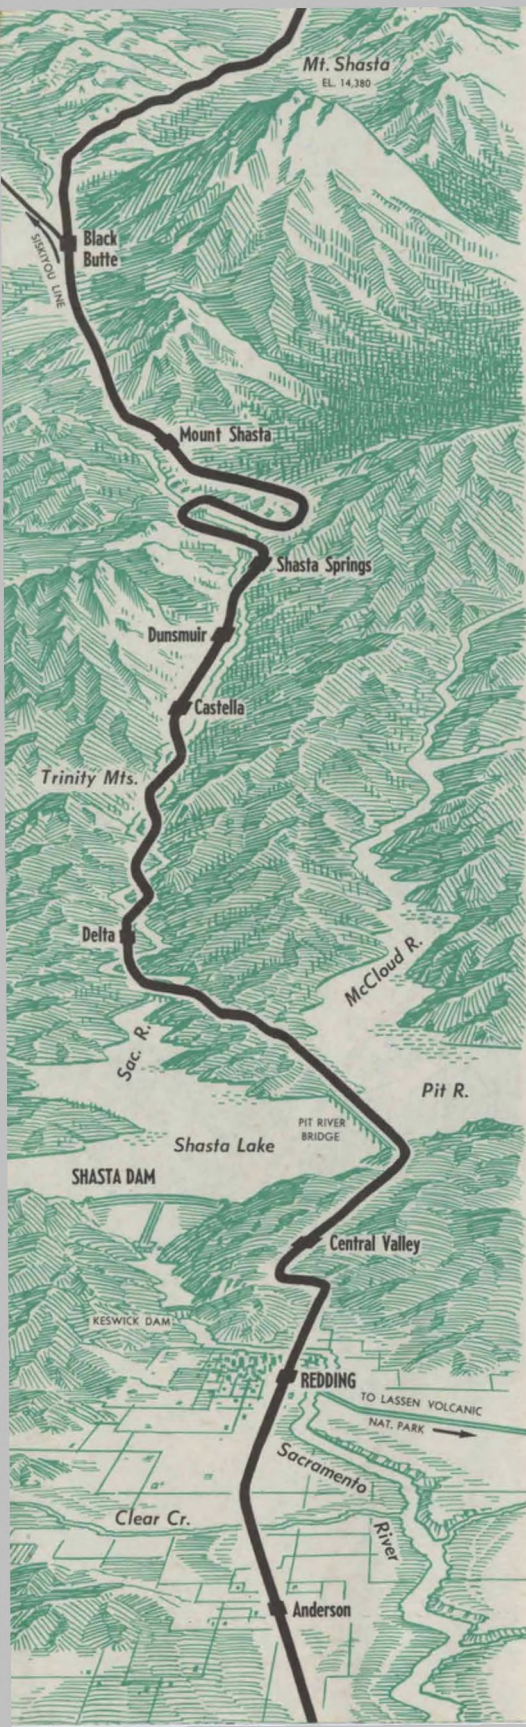 Mt. Shasta
EL. 14,380
Black
Butte
SISKIYOU LINE
Mount Shasta
Shasta Springs
Dunsmuir
Castella
Trinity Mts.
Delta
McCloud R.
Sac. R.
Pit R.
PIT RIVER
BRIDGE
Shasta Lake
SHASTA DAM
Central Valley
KESWICK DAM
REDDING
TO LASSEN VOLCANIC
NAT. PARK
Sacramento
River
Clear Cr.
Anderson